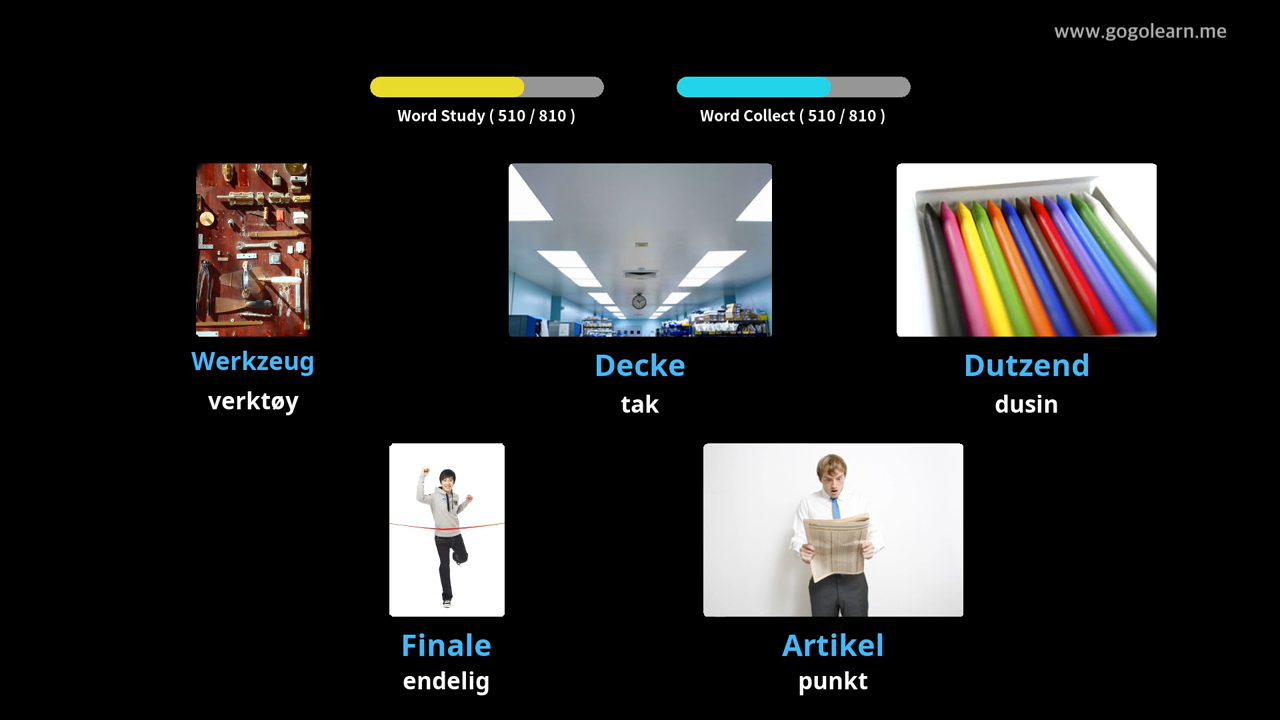 www.gogolearn.me
Word Study ( 510 / 810 )
Word Collect ( 510 / 810 )
Werkzeug
verktøy
Decke
tak
Dutzend
dusin
Finale
endelig
Artikel
punkt